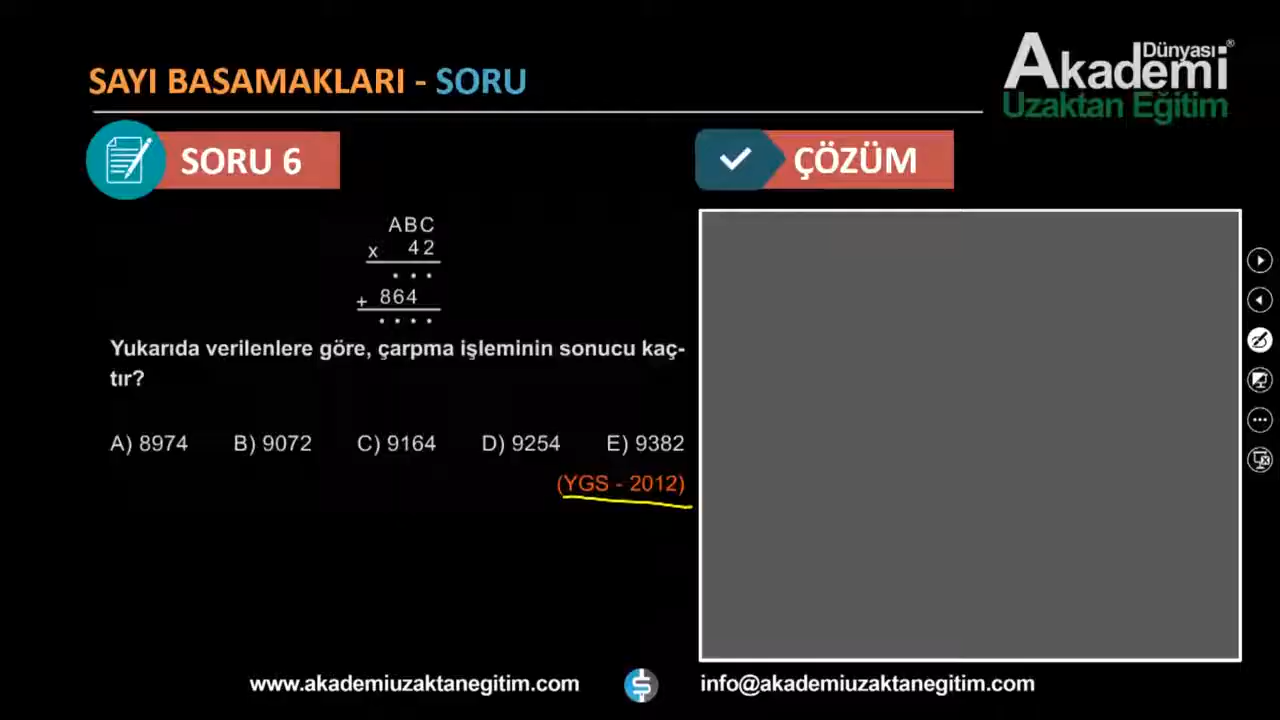 Dünyası®
Akademi
Uzaktan Eğitim
SAYI BASAMAKLARI - SORU
SORU 6
ÇÖZÜM
ABC
x 42
• • •
+ 864
• • • •
Yukarıda verilenlere göre, çarpma işleminin sonucu kaç-
tır?
A) 8974 B) 9072 C) 9164 D) 9254 E) 9382
(YGS - 2012)
www.akademiuzaktanegitim.com info@akademiuzaktanegitim.com